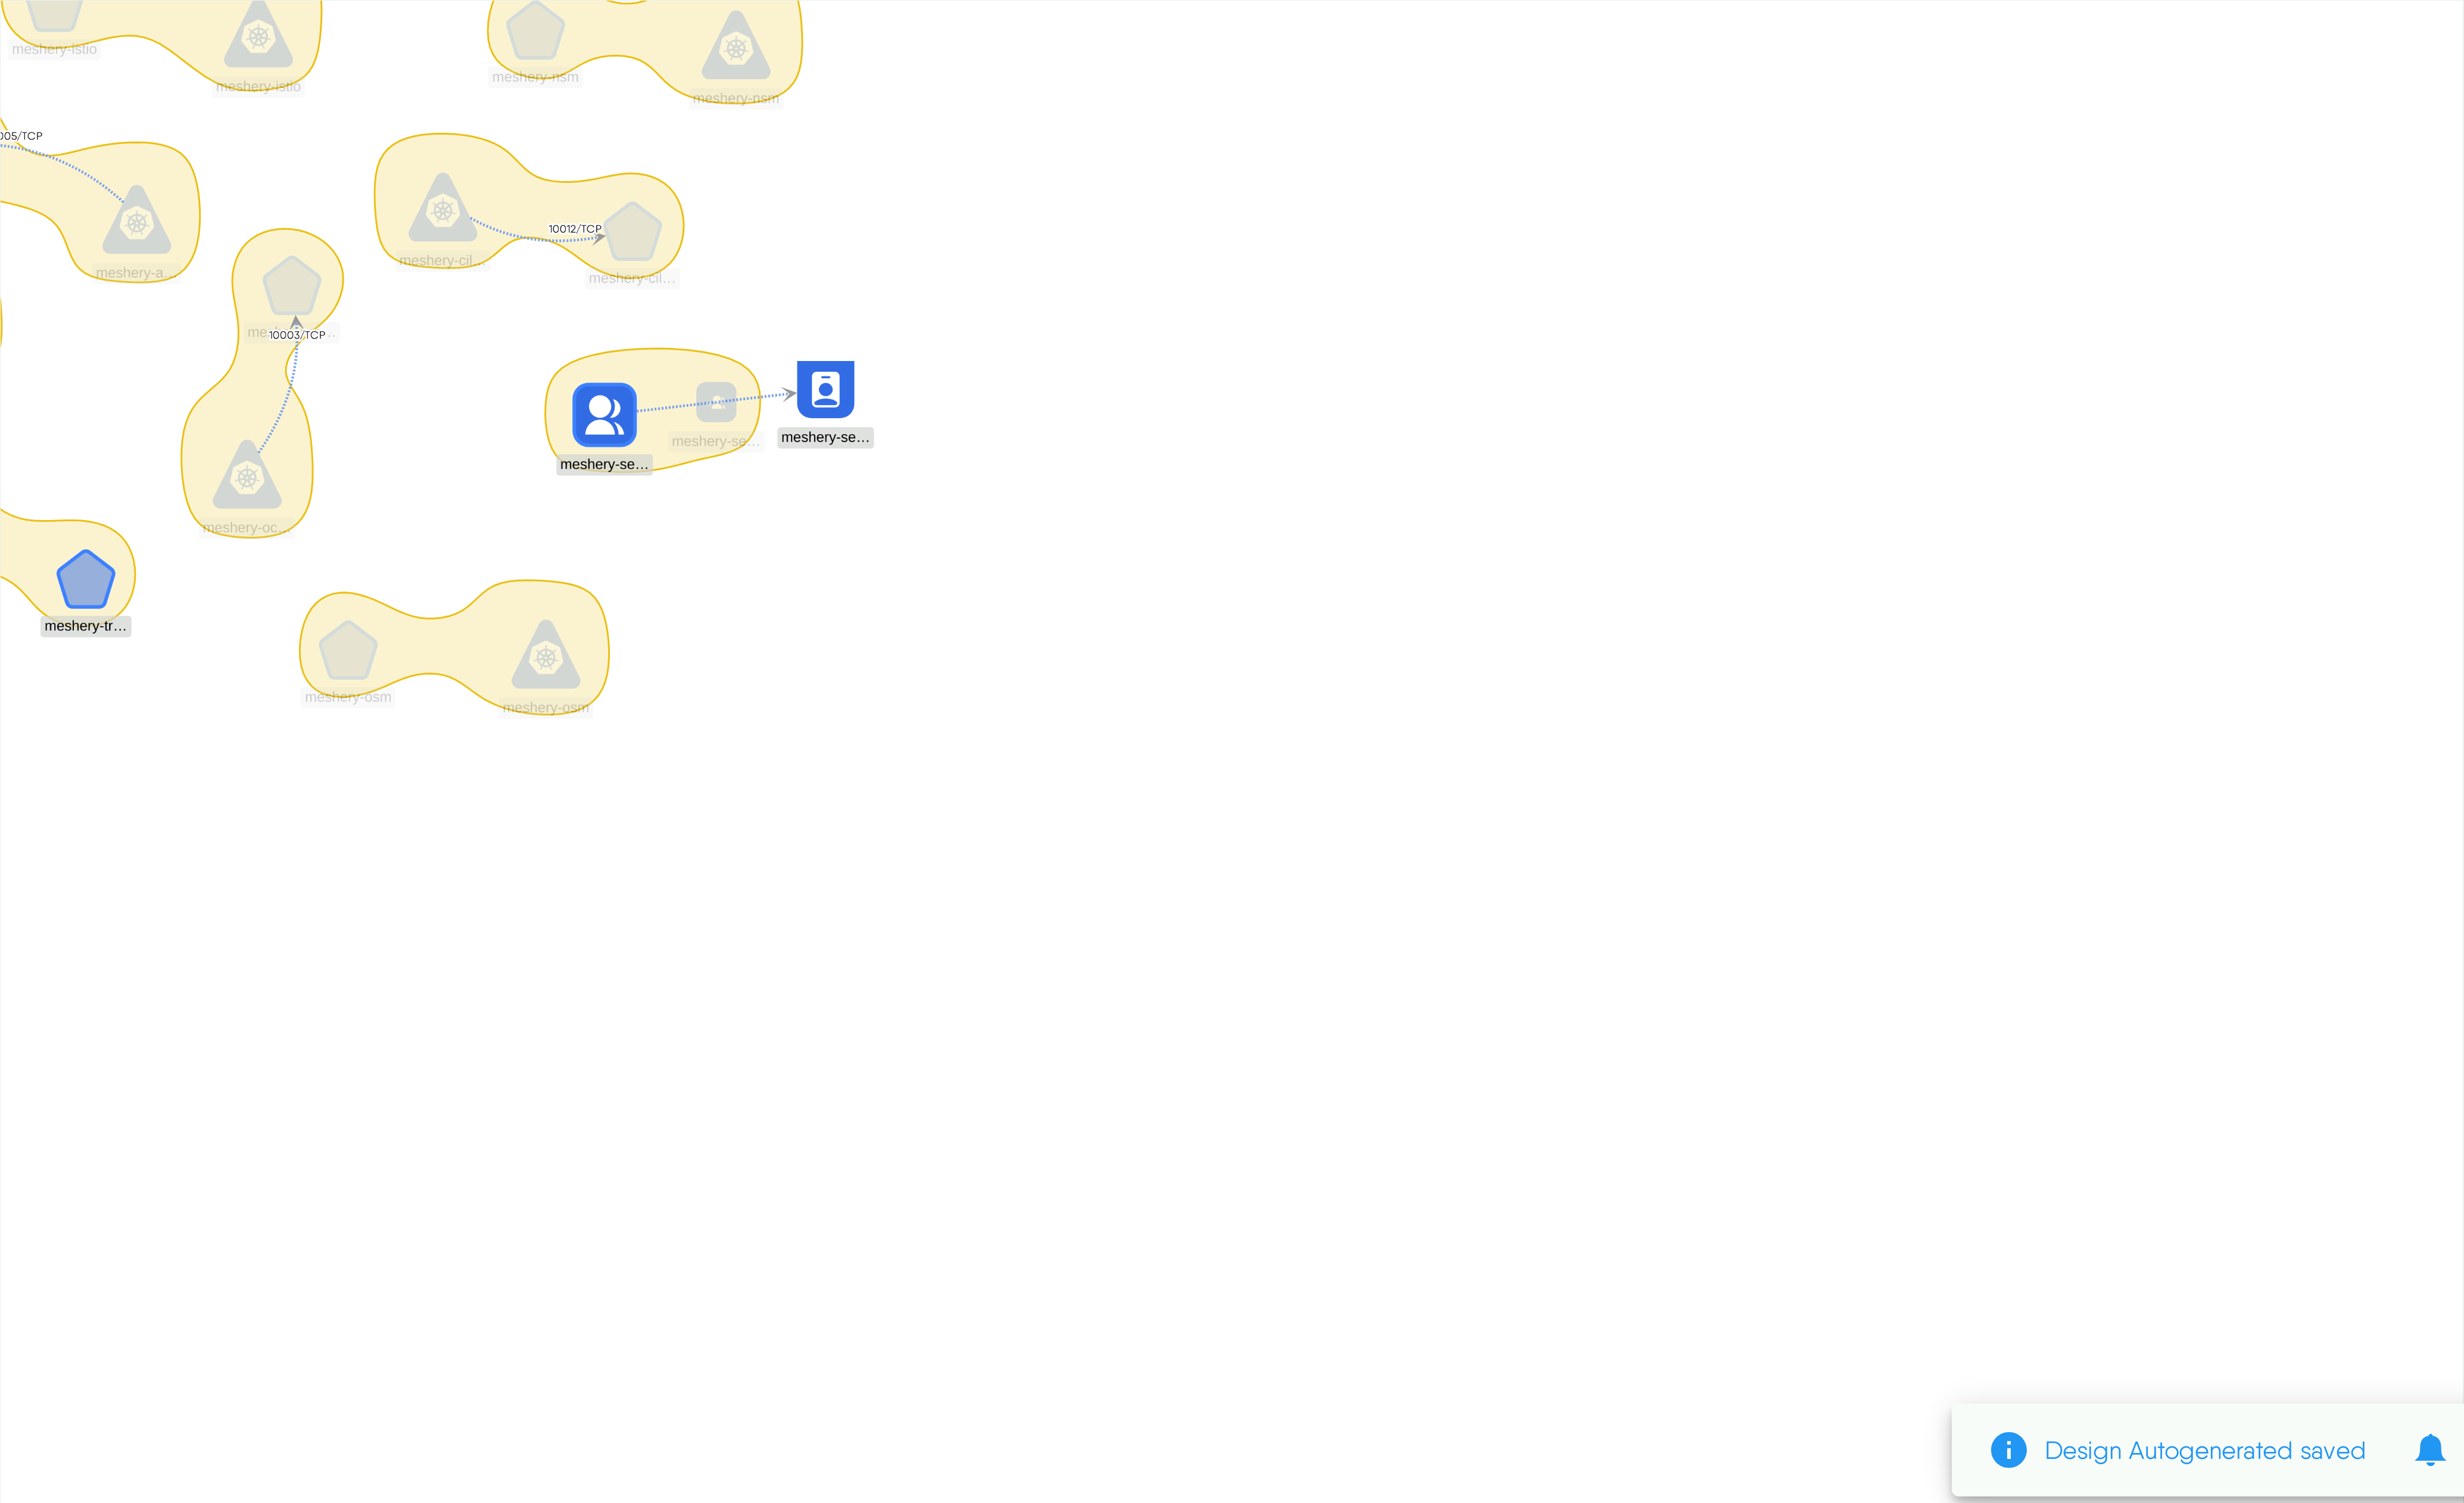 meshery-istio
meshery-istio
meshery-nsm
meshery-nsm
005/TCP
meshery-a…
meshery-cil…
10012/TCP
meshery-cil…
10003/TCP
meshery-oc…
meshery-se…
meshery-se…
meshery-se…
meshery-tr…
meshery-osm
meshery-osm
Design Autogenerated saved